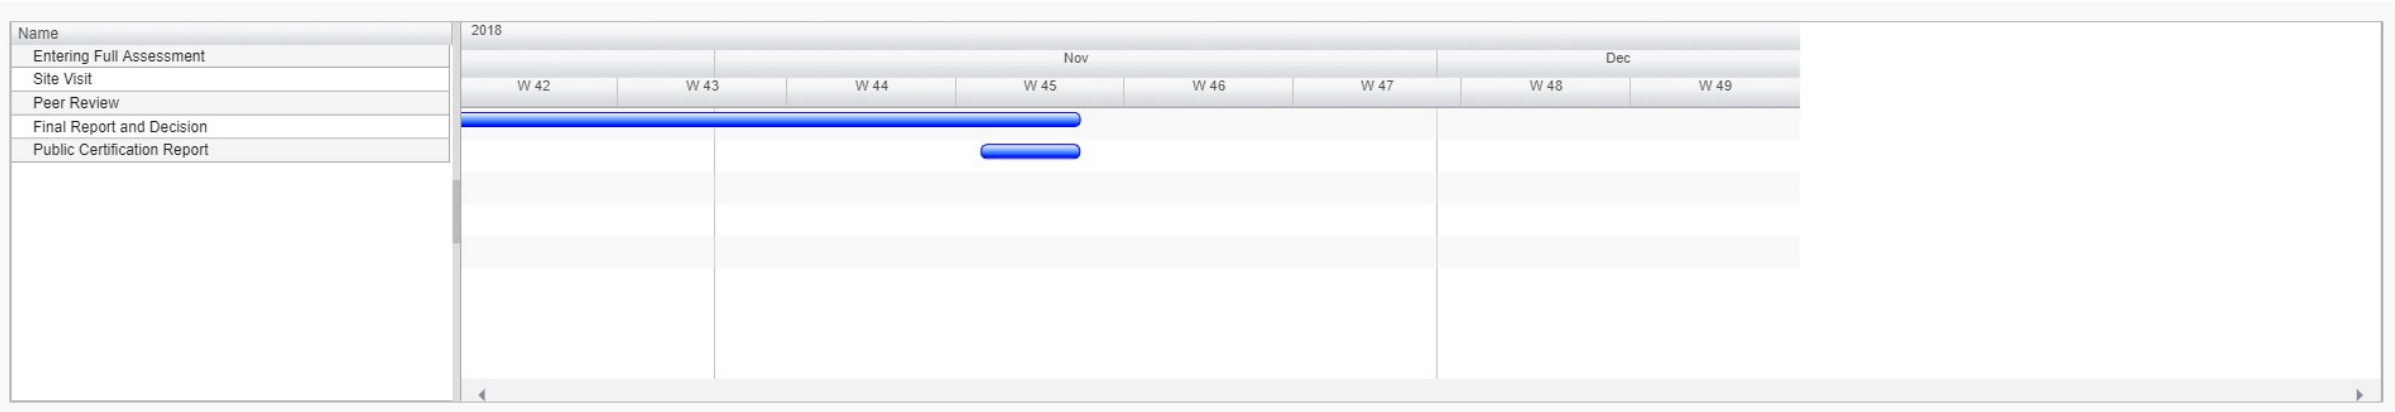 Name
Entering Full Assessment
Site Visit
Peer Review
Final Report and Decision
Public Certification Report
2018
Nov Dec
W 42 W 43 W 44 W 45 W 46 W 47 W 48 W 49